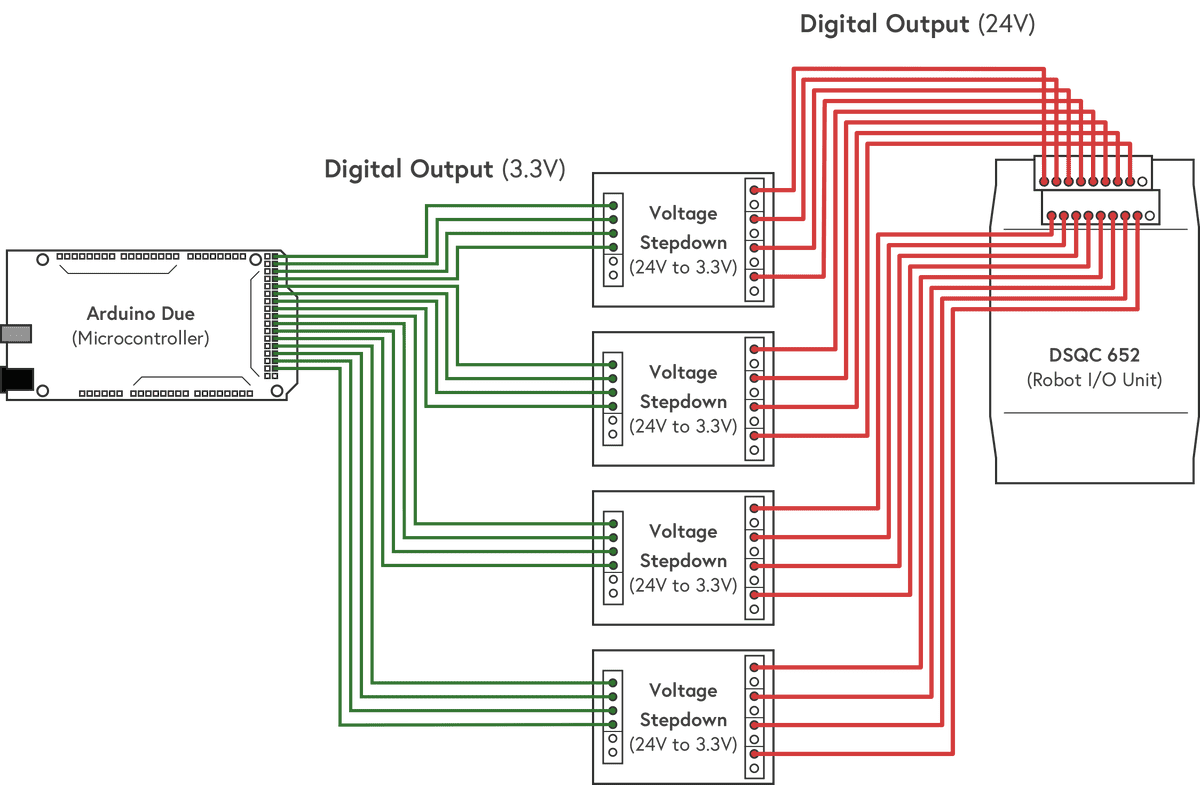 Digital Output (24V)
Digital Output (3.3V)
Voltage
Stepdown
(24V to 3.3V)
Arduino Due
(Microcontroller)
Voltage
Stepdown
(24V to 3.3V)
DSQC 652
(Robot I/O Unit)
Voltage
Stepdown
(24V to 3.3V)
Voltage
Stepdown
(24V to 3.3V)